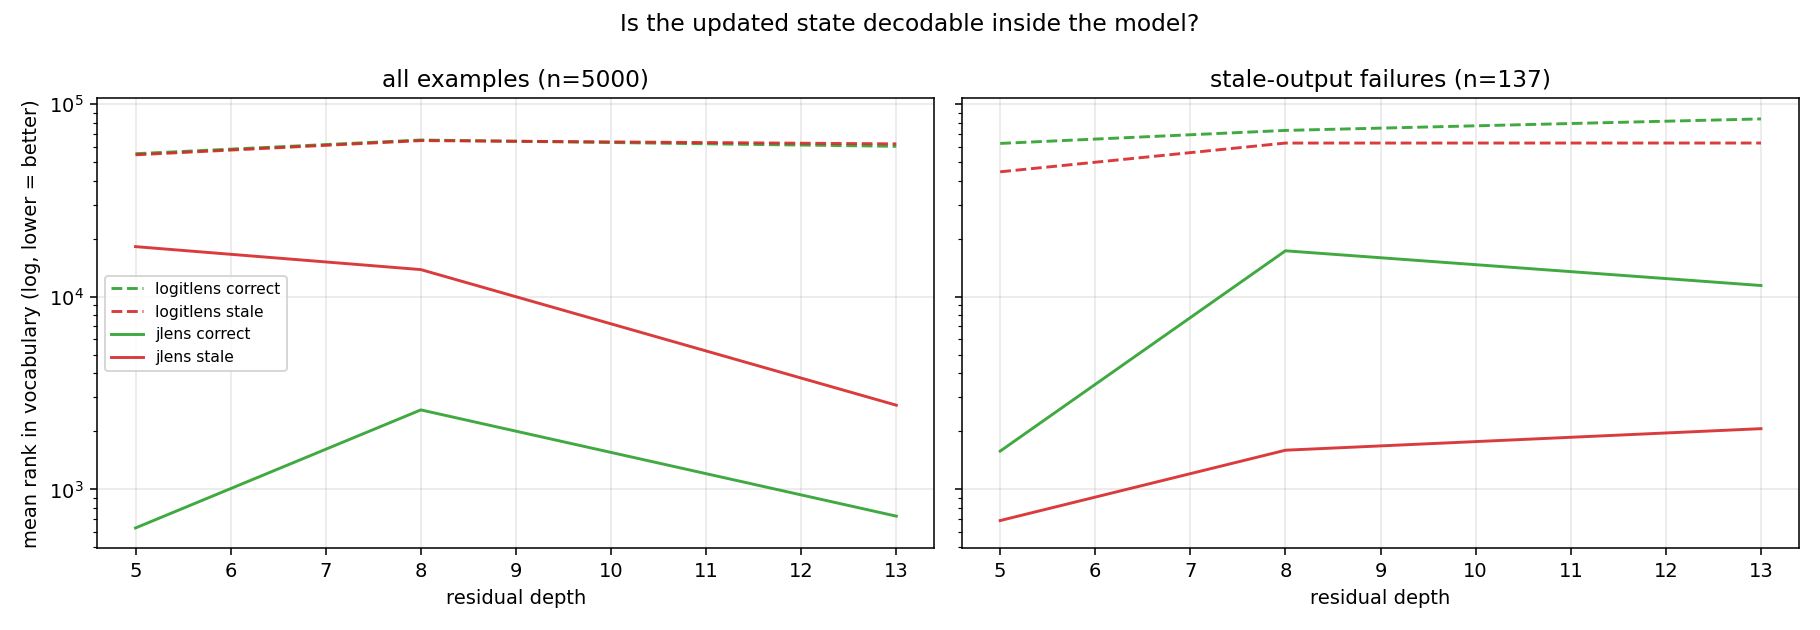 Is the updated state decodable inside the model?
all examples (n=5000)
stale-output failures (n=137)
mean rank in vocabulary (log, lower = better)
10⁵
10⁴
10³
logitlens correct
logitlens stale
jlens correct
jlens stale
5 6 7 8 9 10 11 12 13
5 6 7 8 9 10 11 12 13
residual depth
residual depth